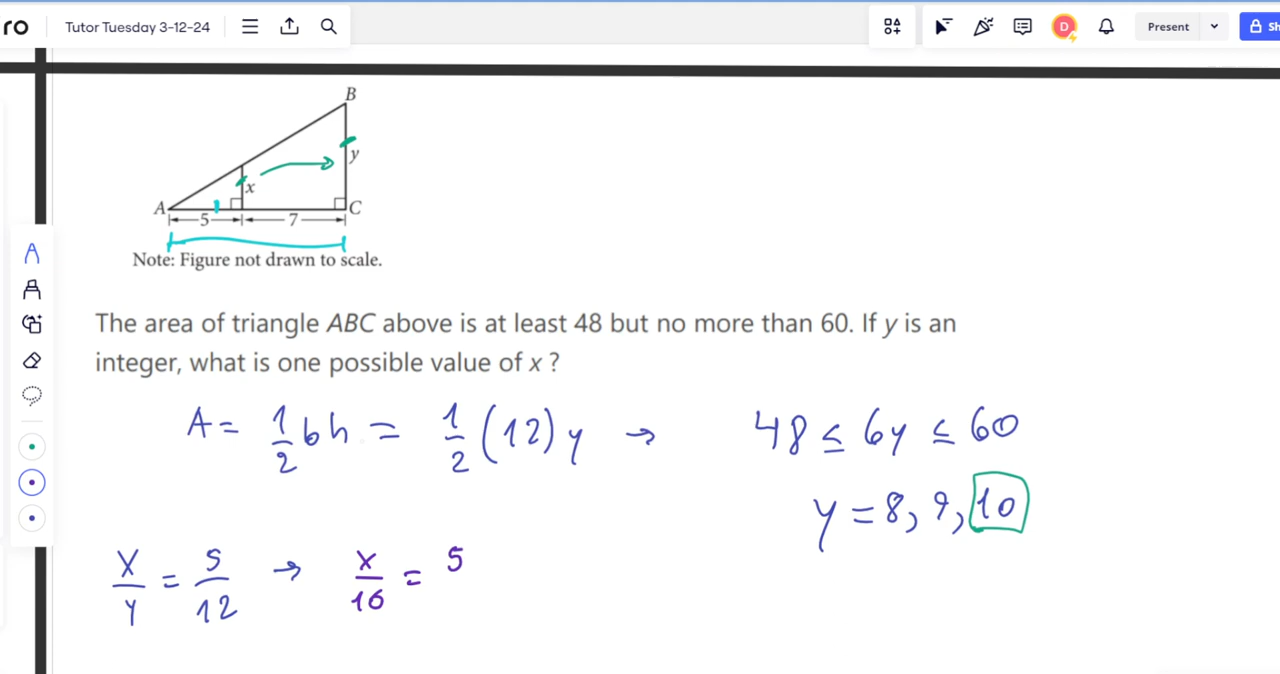 ro Tutor Tuesday 3-12-24 D Present Sh
B
y
x
A C
5 7
Note: Figure not drawn to scale.
The area of triangle ABC above is at least 48 but no more than 60. If y is an
integer, what is one possible value of x ?
A = 1/2 bh = 1/2 (12) y → 48 ≤ 6y ≤ 60
y = 8, 9, 10
x/y = 5/12 → x/10 = 5